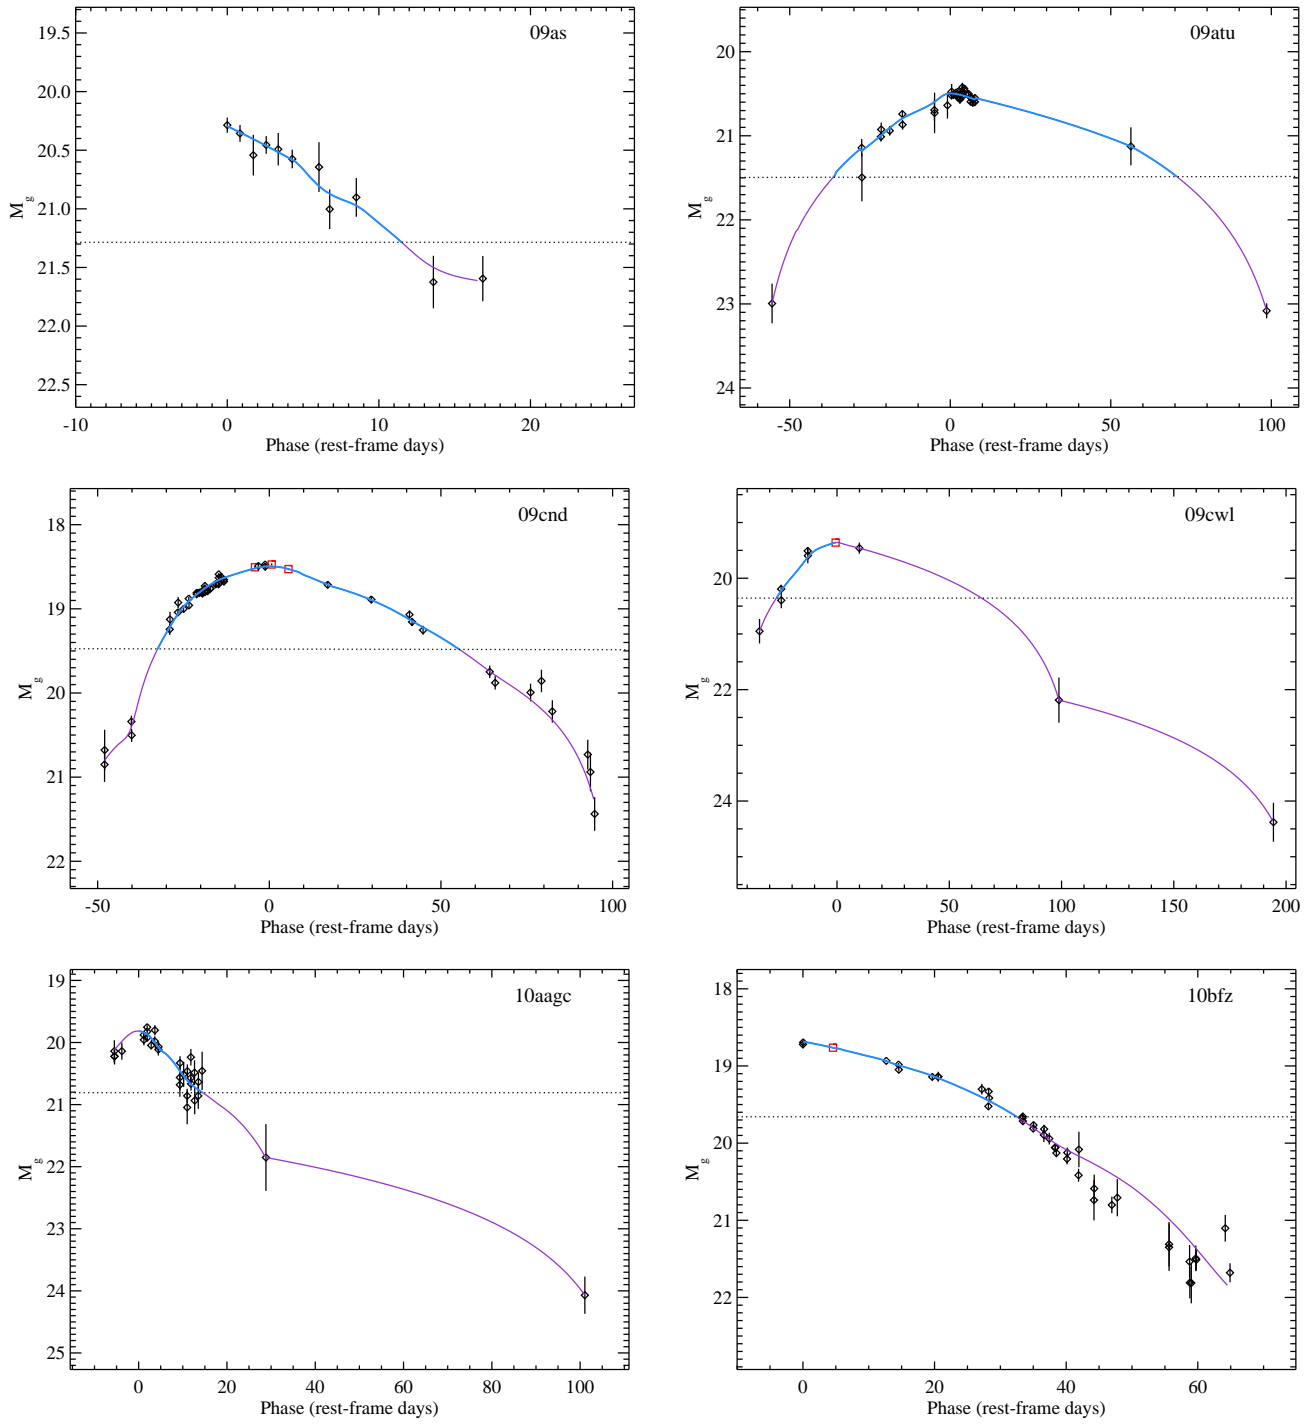 09as
19.5
20.0
20.5
21.0
21.5
22.0
22.5
M_g
-10 0 10 20
Phase (rest-frame days)
09atu
20
21
22
23
24
M_g
-50 0 50 100
Phase (rest-frame days)
09cnd
18
19
20
21
22
M_g
-50 0 50 100
Phase (rest-frame days)
09cwl
20
22
24
M_g
0 50 100 150 200
Phase (rest-frame days)
10aagc
19
20
21
22
23
24
25
M_g
0 20 40 60 80 100
Phase (rest-frame days)
10bfz
18
19
20
21
22
M_g
0 20 40 60
Phase (rest-frame days)